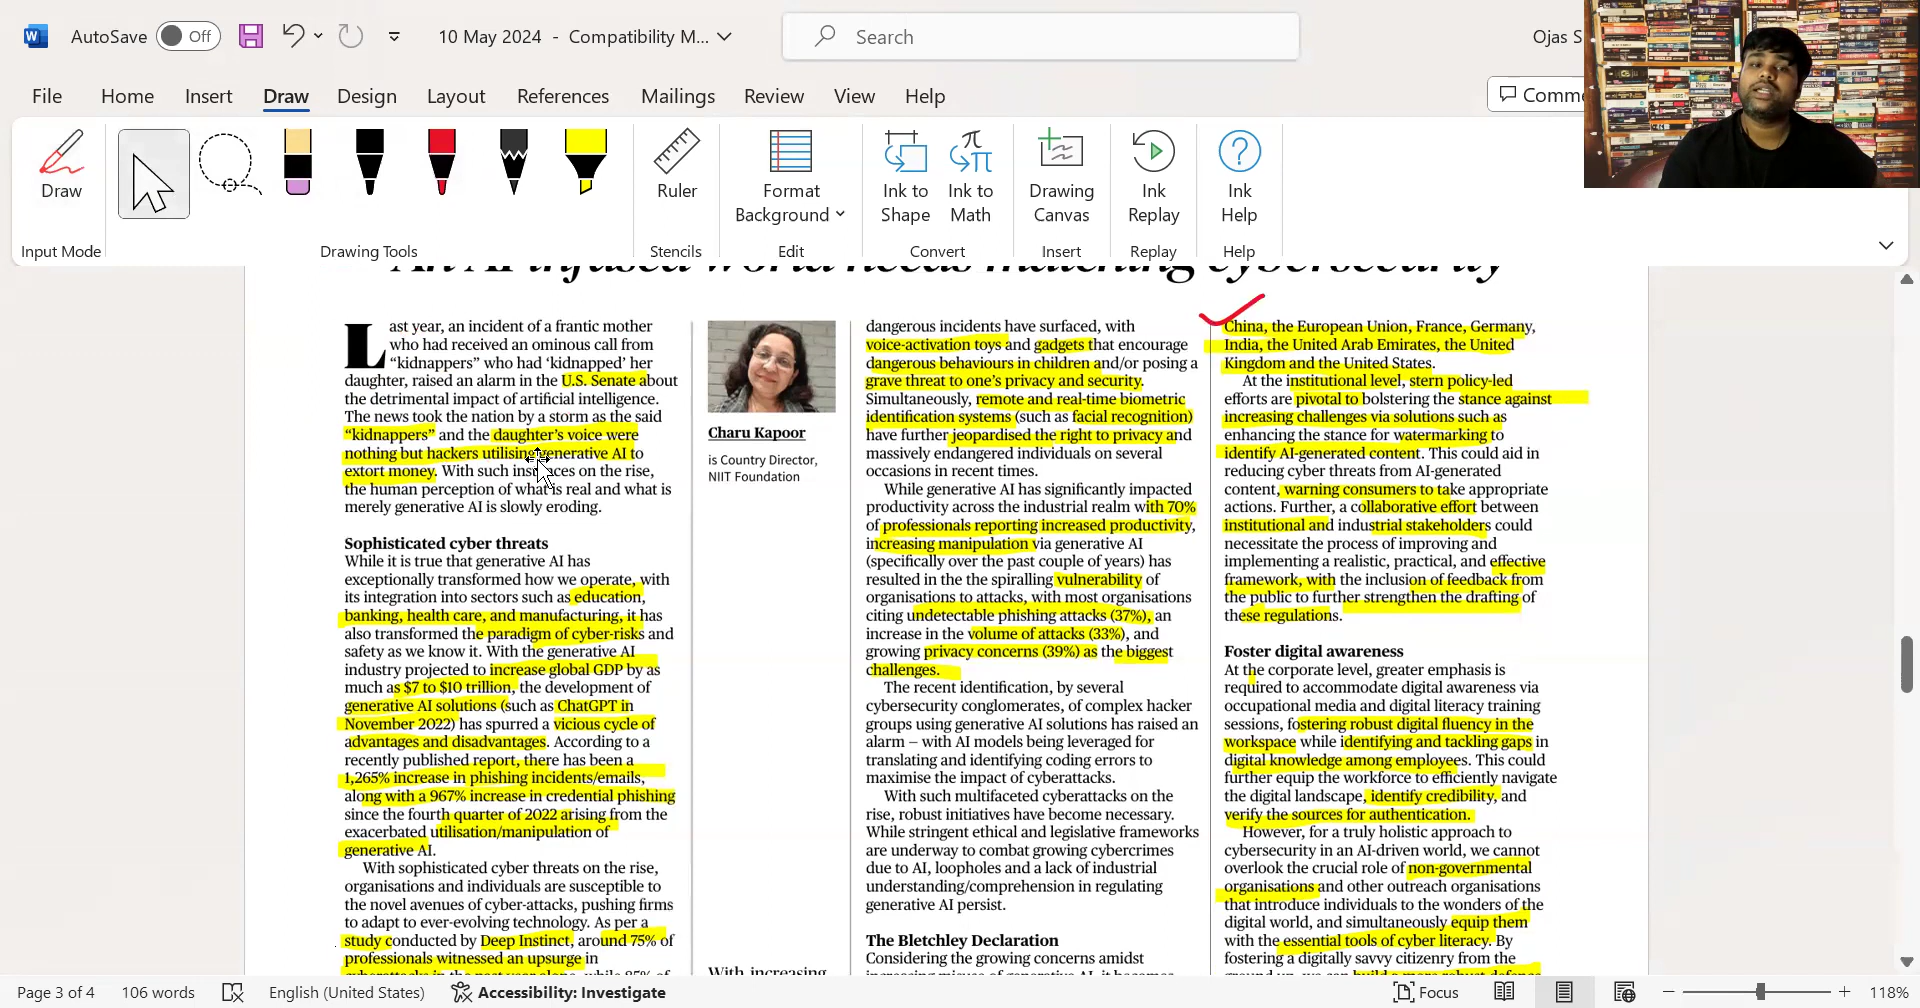 AutoSave Off
10 May 2024 - Compatibility M...
Search
Ojas S
File Home Insert Draw Design Layout References Mailings Review View Help
Comme
Draw
Ruler
Format Background
Ink to Shape
Ink to Math
Drawing Canvas
Ink Replay
Ink Help
Input Mode
Drawing Tools
Stencils
Edit
Convert
Insert
Replay
Help
An AI infused world needs matching cybersecurity
Last year, an incident of a frantic mother
who had received an ominous call from
“kidnappers” who had ‘kidnapped’ her
daughter, raised an alarm in the U.S. Senate about
the detrimental impact of artificial intelligence.
The news took the nation by a storm as the said
“kidnappers” and the daughter’s voice were
nothing but hackers utilising generative AI to
extort money. With such instances on the rise,
the human perception of what is real and what is
merely generative AI is slowly eroding.
Sophisticated cyber threats
While it is true that generative AI has
exceptionally transformed how we operate, with
its integration into sectors such as education,
banking, health care, and manufacturing, it has
also transformed the paradigm of cyber-risks and
safety as we know it. With the generative AI
industry projected to increase global GDP by as
much as $7 to $10 trillion, the development of
generative AI solutions (such as ChatGPT in
November 2022) has spurred a vicious cycle of
advantages and disadvantages. According to a
recently published report, there has been a
1,265% increase in phishing incidents/emails,
along with a 967% increase in credential phishing
since the fourth quarter of 2022 arising from the
exacerbated utilisation/manipulation of
generative AI.
With sophisticated cyber threats on the rise,
organisations and individuals are susceptible to
the novel avenues of cyber-attacks, pushing firms
to adapt to ever-evolving technology. As per a
study conducted by Deep Instinct, around 75% of
professionals witnessed an upsurge in
cyberattacks in the past year alone, while 85% of
Charu Kapoor
is Country Director,
NIIT Foundation
With increasing
dangerous incidents have surfaced, with
voice-activation toys and gadgets that encourage
dangerous behaviours in children and/or posing a
grave threat to one’s privacy and security.
Simultaneously, remote and real-time biometric
identification systems (such as facial recognition)
have further jeopardised the right to privacy and
massively endangered individuals on several
occasions in recent times.
While generative AI has significantly impacted
productivity across the industrial realm with 70%
of professionals reporting increased productivity,
increasing manipulation via generative AI
(specifically over the past couple of years) has
resulted in the the spiralling vulnerability of
organisations to attacks, with most organisations
citing undetectable phishing attacks (37%), an
increase in the volume of attacks (33%), and
growing privacy concerns (39%) as the biggest
challenges.
The recent identification, by several
cybersecurity conglomerates, of complex hacker
groups using generative AI solutions has raised an
alarm — with AI models being leveraged for
translating and identifying coding errors to
maximise the impact of cyberattacks.
With such multifaceted cyberattacks on the
rise, robust initiatives have become necessary.
While stringent ethical and legislative frameworks
are underway to combat growing cybercrimes
due to AI, loopholes and a lack of industrial
understanding/comprehension in regulating
generative AI persist.
The Bletchley Declaration
Considering the growing concerns amidst
increasing misuse of generative AI, it becomes
China, the European Union, France, Germany,
India, the United Arab Emirates, the United
Kingdom and the United States.
At the institutional level, stern policy-led
efforts are pivotal to bolstering the stance against
increasing challenges via solutions such as
enhancing the stance for watermarking to
identify AI-generated content. This could aid in
reducing cyber threats from AI-generated
content, warning consumers to take appropriate
actions. Further, a collaborative effort between
institutional and industrial stakeholders could
necessitate the process of improving and
implementing a realistic, practical, and effective
framework, with the inclusion of feedback from
the public to further strengthen the drafting of
these regulations.
Foster digital awareness
At the corporate level, greater emphasis is
required to accommodate digital awareness via
occupational media and digital literacy training
sessions, fostering robust digital fluency in the
workspace while identifying and tackling gaps in
digital knowledge among employees. This could
further equip the workforce to efficiently navigate
the digital landscape, identify credibility, and
verify the sources for authentication.
However, for a truly holistic approach to
cybersecurity in an AI-driven world, we cannot
overlook the crucial role of non-governmental
organisations and other outreach organisations
that introduce individuals to the wonders of the
digital world, and simultaneously equip them
with the essential tools of cyber literacy. By
fostering a digitally savvy citizenry from the
ground up, we can build a more robust defence
Page 3 of 4 106 words English (United States) Accessibility: Investigate Focus 118%